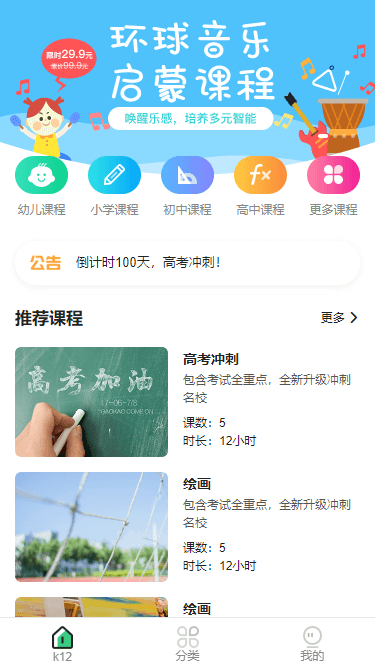 环球音乐
启蒙课程
限时29.9元
原价99.9元
唤醒乐感，培养多元智能
幼儿课程
小学课程
初中课程
高中课程
更多课程
公告
倒计时100天，高考冲刺！
推荐课程
更多
高考加油
17-06-7/8
GAOKAO COME ON
高考冲刺
包含考试全重点，全新升级冲刺
名校
课数：5
时长：12小时
绘画
包含考试全重点，全新升级冲刺
名校
课数：5
时长：12小时
绘画
k12
分类
我的